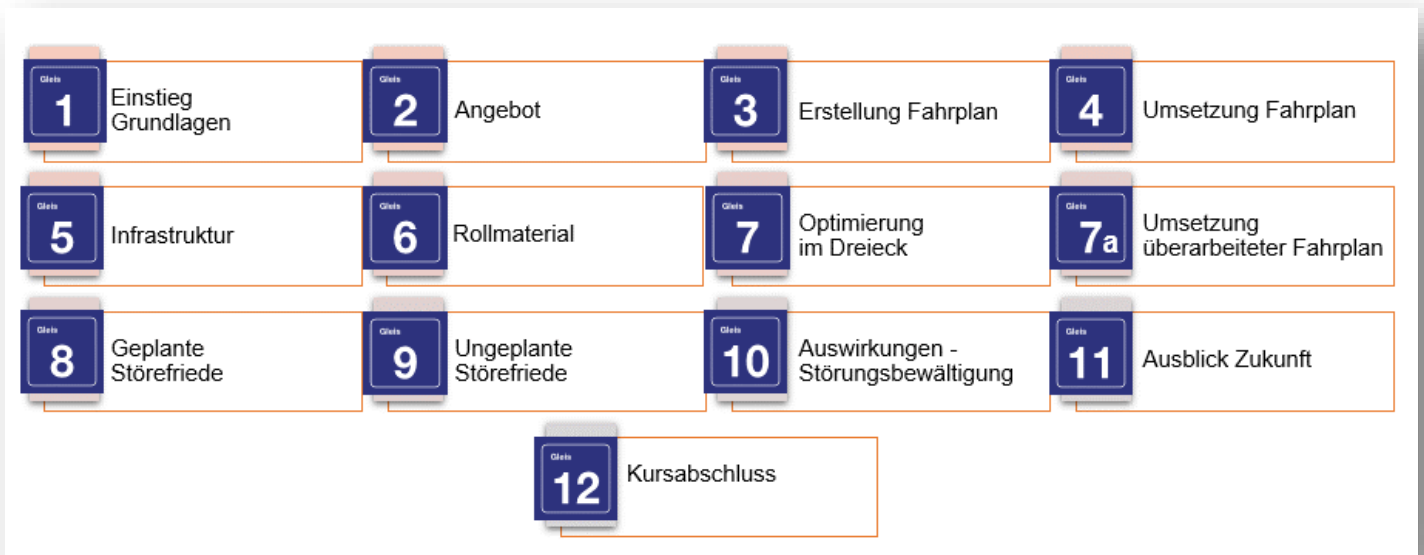 Gleis
1
Einstieg
Grundlagen
Gleis
2
Angebot
Gleis
3
Erstellung Fahrplan
Gleis
4
Umsetzung Fahrplan
Gleis
5
Infrastruktur
Gleis
6
Rollmaterial
Gleis
7
Optimierung
im Dreieck
Gleis
7a
Umsetzung
überarbeiteter Fahrplan
Gleis
8
Geplante
Störefriede
Gleis
9
Ungeplante
Störefriede
Gleis
10
Auswirkungen -
Störungsbewältigung
Gleis
11
Ausblick Zukunft
Gleis
12
Kursabschluss